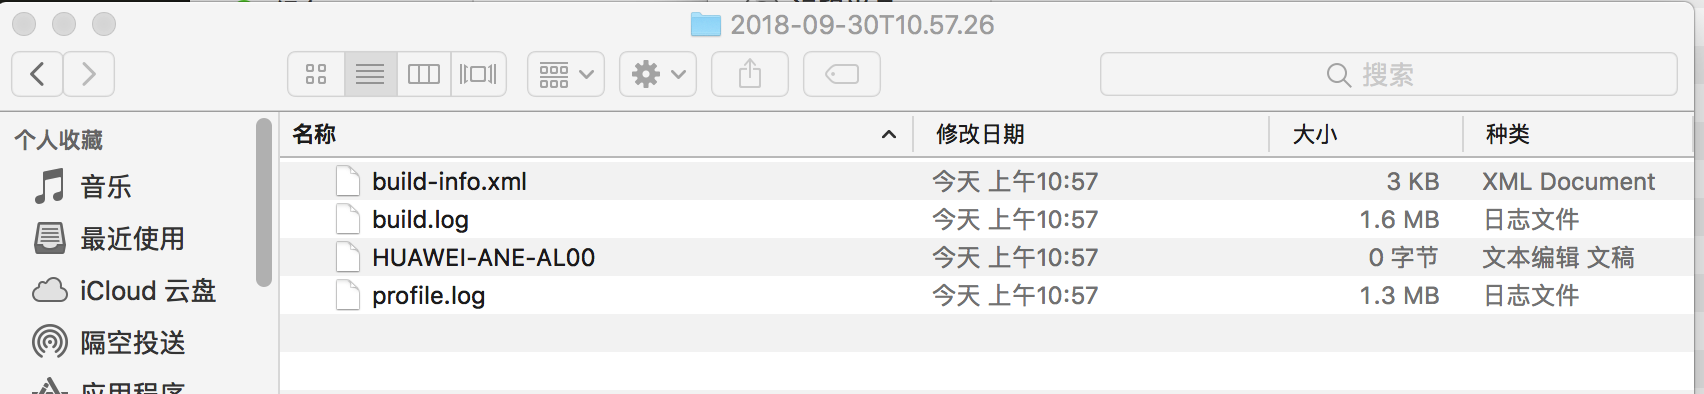 2018-09-30T10.57.26
搜索
个人收藏
音乐
最近使用
iCloud 云盘
隔空投送
应用程序
名称 修改日期 大小 种类
build-info.xml 今天 上午10:57 3 KB XML Document
build.log 今天 上午10:57 1.6 MB 日志文件
HUAWEI-ANE-AL00 今天 上午10:57 0 字节 文本编辑 文稿
profile.log 今天 上午10:57 1.3 MB 日志文件